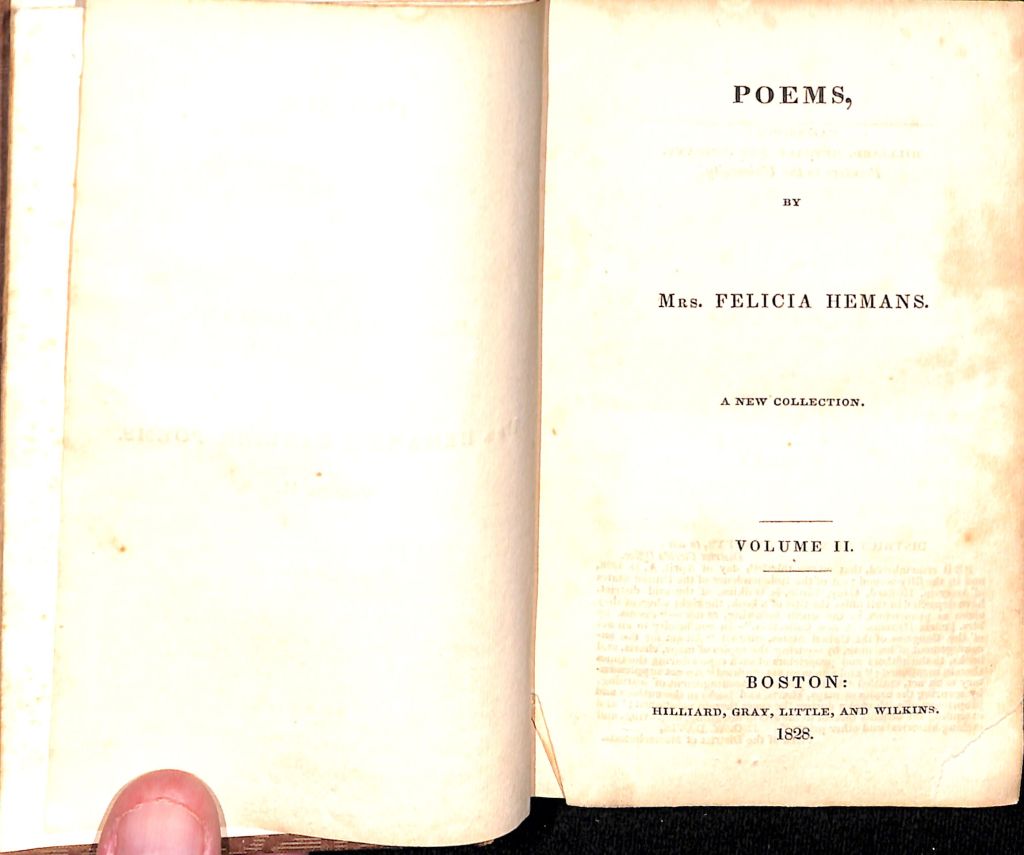 POEMS,
BY
MRS. FELICIA HEMANS.
A NEW COLLECTION.
VOLUME II.
BOSTON:
HILLIARD, GRAY, LITTLE, AND WILKINS.
1828.